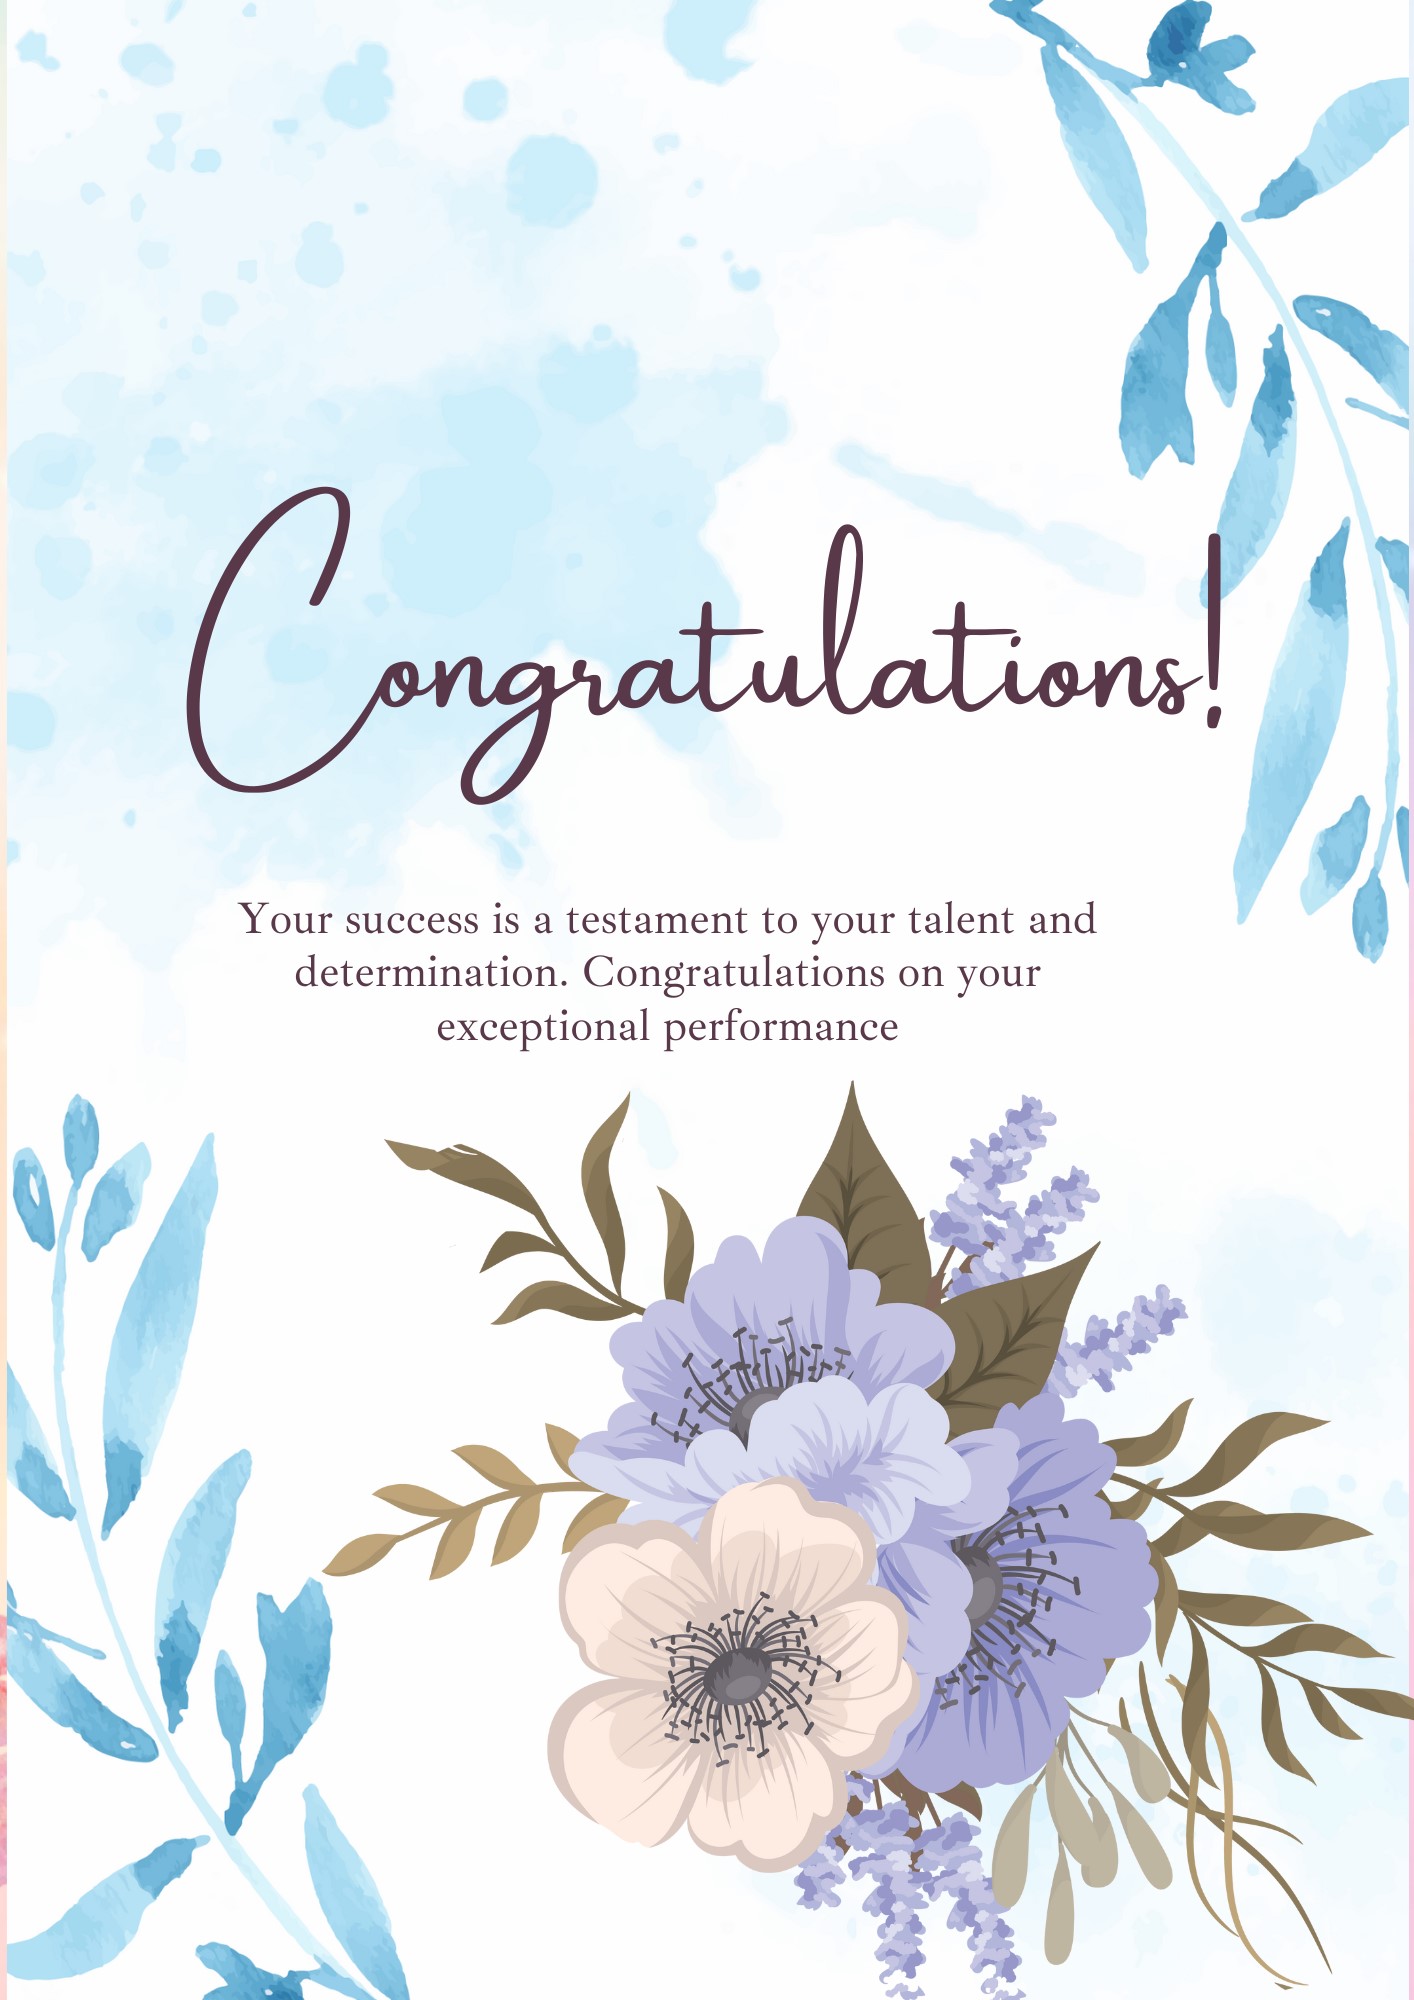 Congratulations!
Your success is a testament to your talent and
determination. Congratulations on your
exceptional performance